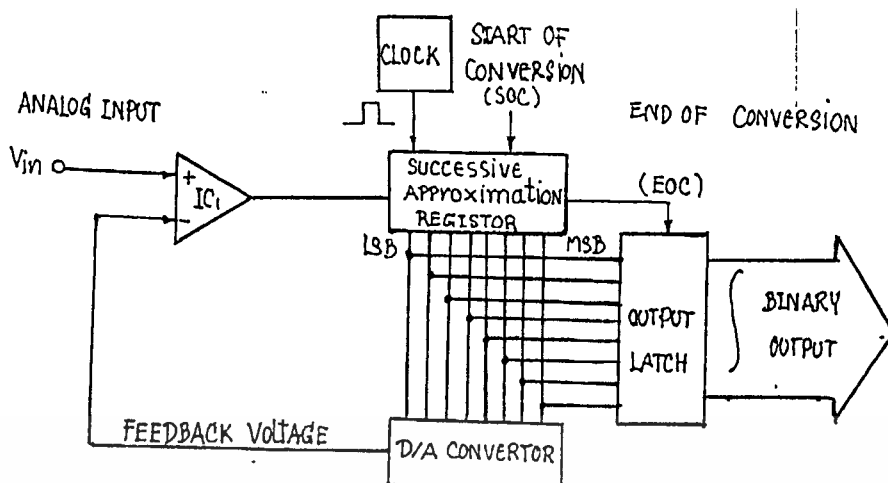 CLOCK
START OF
CONVERSION
(SOC)
ANALOG INPUT
END OF CONVERSION
Vin
+
-
IC1
SUCCESSIVE
APPROXIMATION
REGISTOR
(EOC)
LSB
MSB
OUTPUT
LATCH
BINARY
OUTPUT
FEEDBACK VOLTAGE
D/A CONVERTOR